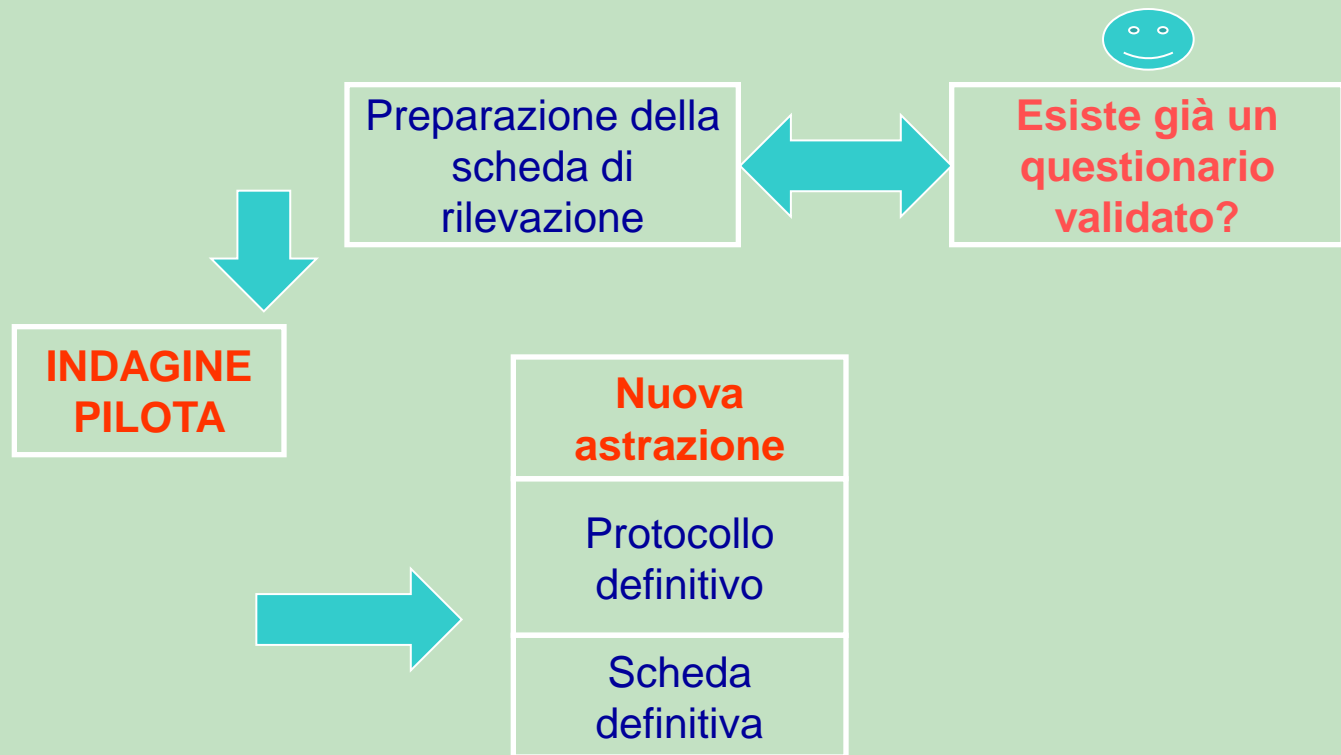 Preparazione della
scheda di
rilevazione
Esiste già un
questionario
validato?
INDAGINE
PILOTA
Nuova
astrazione
Protocollo
definitivo
Scheda
definitiva